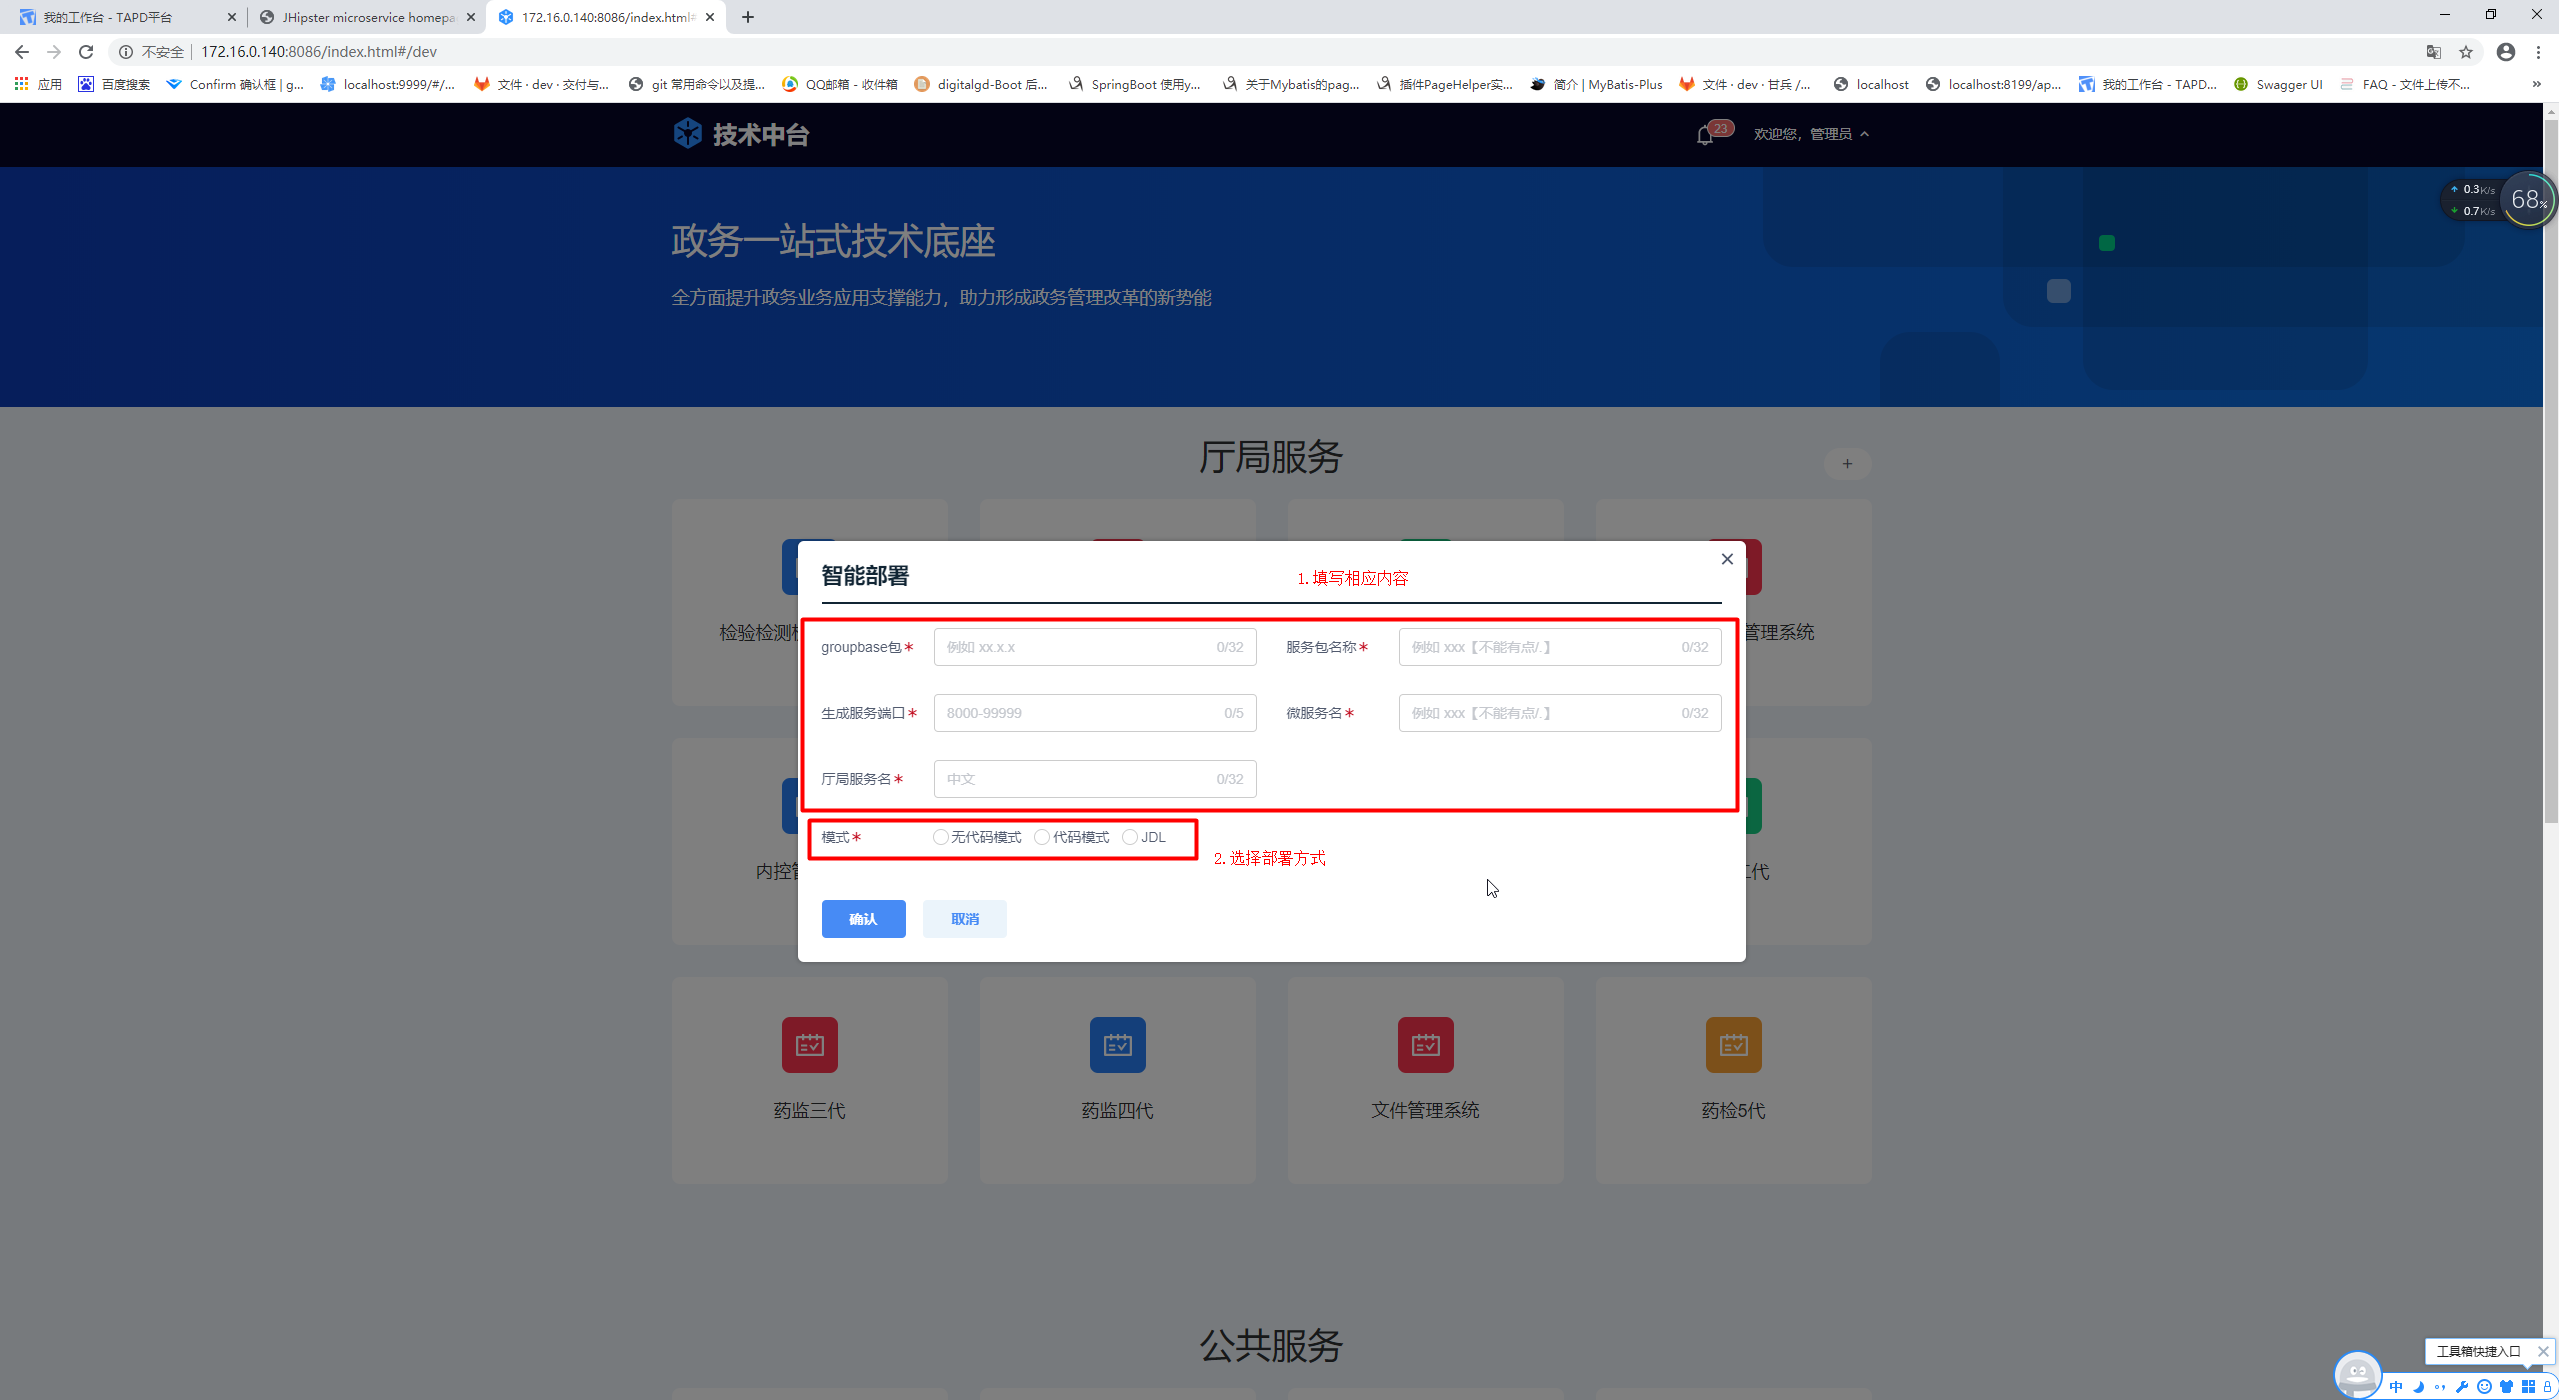 我的工作台 - TAPD平台
JHipster microservice homepa
172.16.0.140:8086/index.html#
不安全
172.16.0.140:8086/index.html#/dev
应用
百度搜索
Confirm 确认框 | g...
localhost:9999/#/...
文件 · dev · 交付与...
git 常用命令以及提...
QQ邮箱 - 收件箱
digitalgd-Boot 后...
SpringBoot 使用y...
关于Mybatis的pag...
插件PageHelper实...
简介 | MyBatis-Plus
文件 · dev · 甘兵 /...
localhost
localhost:8199/ap...
我的工作台 - TAPD...
Swagger UI
FAQ - 文件上传不...
技术中台
23
欢迎您，管理员
0.3K/s
0.7K/s
68%
政务一站式技术底座
全方面提升政务业务应用支撑能力，助力形成政务管理改革的新势能
厅局服务
+
智能部署
1.填写相应内容
检验检测
管理系统
groupbase包*
例如 xx.x.x
0/32
服务包名称*
例如 xxx【不能有点/.】
0/32
生成服务端口*
8000-99999
0/5
微服务名*
例如 xxx【不能有点/.】
0/32
厅局服务名*
中文
0/32
模式*
无代码模式
代码模式
JDL
2.选择部署方式
内控
代
确认
取消
药监三代
药监四代
文件管理系统
药检5代
公共服务
工具箱快捷入口
中